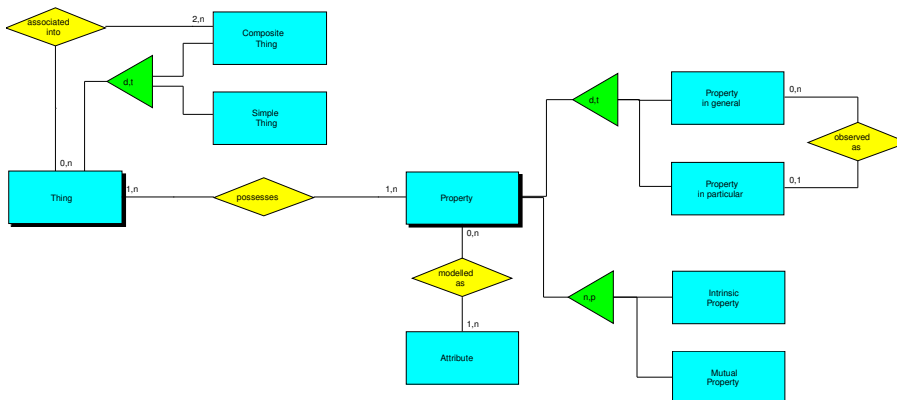 associated
into
2,n
Composite
Thing
d,t
Simple
Thing
0,n
Thing
1,n
possesses
1,n
Property
d,t
Property
in general
0,n
observed
as
0,1
Property
in particular
0,n
modelled
as
1,n
Attribute
n,p
Intrinsic
Property
Mutual
Property